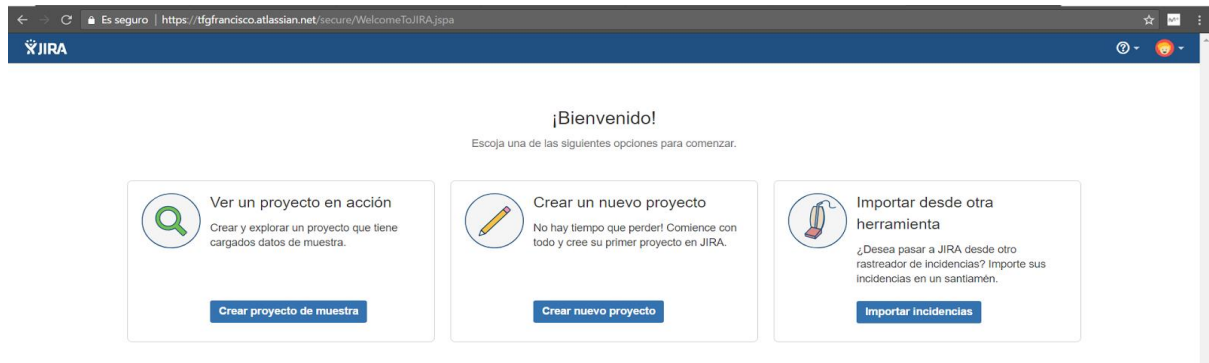 Es seguro | https://tfgfrancisco.atlassian.net/secure/WelcomeToJIRA.jspa
JIRA
¡Bienvenido!
Escoja una de las siguientes opciones para comenzar.
Ver un proyecto en acción
Crear y explorar un proyecto que tiene
cargados datos de muestra.
Crear proyecto de muestra
Crear un nuevo proyecto
No hay tiempo que perder! Comience con
todo y cree su primer proyecto en JIRA.
Crear nuevo proyecto
Importar desde otra
herramienta
¿Desea pasar a JIRA desde otro
rastreador de incidencias? Importe sus
incidencias en un santiamén.
Importar incidencias